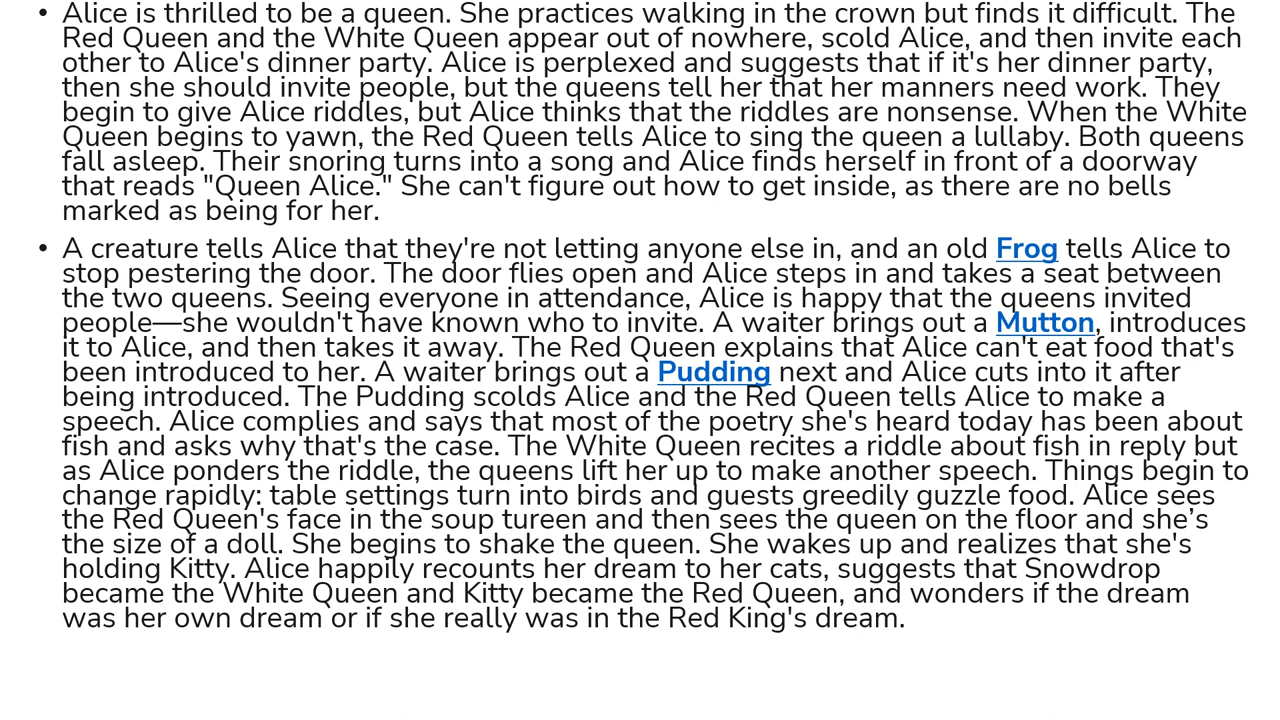 • Alice is thrilled to be a queen. She practices walking in the crown but finds it difficult. The
Red Queen and the White Queen appear out of nowhere, scold Alice, and then invite each
other to Alice's dinner party. Alice is perplexed and suggests that if it's her dinner party,
then she should invite people, but the queens tell her that her manners need work. They
begin to give Alice riddles, but Alice thinks that the riddles are nonsense. When the White
Queen begins to yawn, the Red Queen tells Alice to sing the queen a lullaby. Both queens
fall asleep. Their snoring turns into a song and Alice finds herself in front of a doorway
that reads "Queen Alice." She can't figure out how to get inside, as there are no bells
marked as being for her.
• A creature tells Alice that they're not letting anyone else in, and an old Frog tells Alice to
stop pestering the door. The door flies open and Alice steps in and takes a seat between
the two queens. Seeing everyone in attendance, Alice is happy that the queens invited
people—she wouldn't have known who to invite. A waiter brings out a Mutton, introduces
it to Alice, and then takes it away. The Red Queen explains that Alice can't eat food that's
been introduced to her. A waiter brings out a Pudding next and Alice cuts into it after
being introduced. The Pudding scolds Alice and the Red Queen tells Alice to make a
speech. Alice complies and says that most of the poetry she's heard today has been about
fish and asks why that's the case. The White Queen recites a riddle about fish in reply but
as Alice ponders the riddle, the queens lift her up to make another speech. Things begin to
change rapidly: table settings turn into birds and guests greedily guzzle food. Alice sees
the Red Queen's face in the soup tureen and then sees the queen on the floor and she’s
the size of a doll. She begins to shake the queen. She wakes up and realizes that she's
holding Kitty. Alice happily recounts her dream to her cats, suggests that Snowdrop
became the White Queen and Kitty became the Red Queen, and wonders if the dream
was her own dream or if she really was in the Red King's dream.